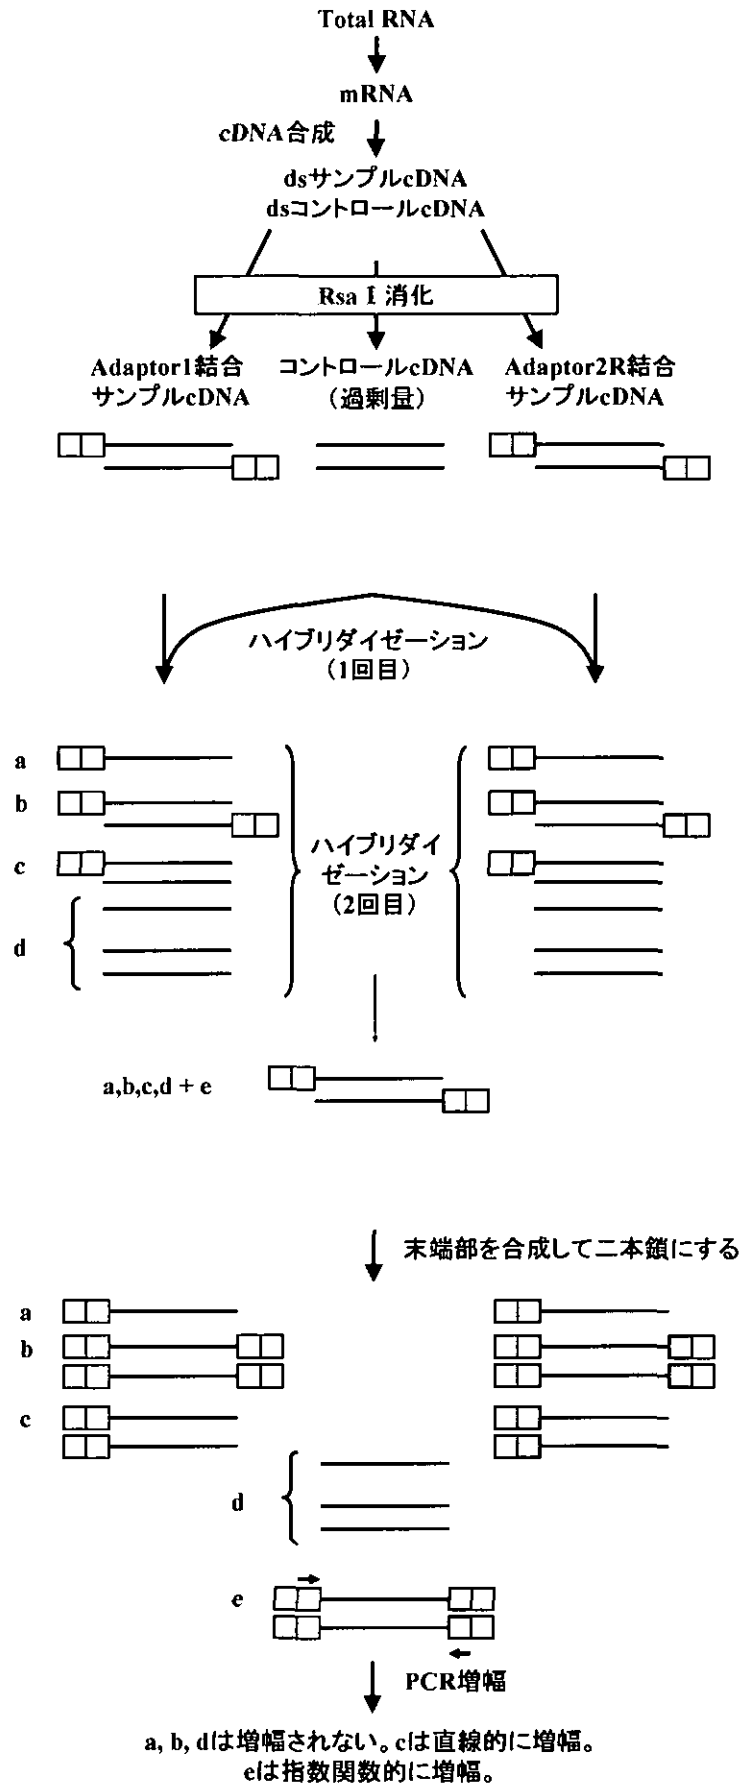 Total RNA
mRNA
cDNA合成
dsサンプルcDNA
dsコントロールcDNA
Rsa I 消化
Adaptor1結合
サンプルcDNA
コントロールcDNA
（過剰量）
Adaptor2R結合
サンプルcDNA
ハイブリダイゼーション
（1回目）
a
b
c
d
ハイブリダイ
ゼーション
（2回目）
a,b,c,d + e
末端部を合成して二本鎖にする
a
b
c
d
e
PCR増幅
a, b, dは増幅されない。cは直線的に増幅。
eは指数関数的に増幅。